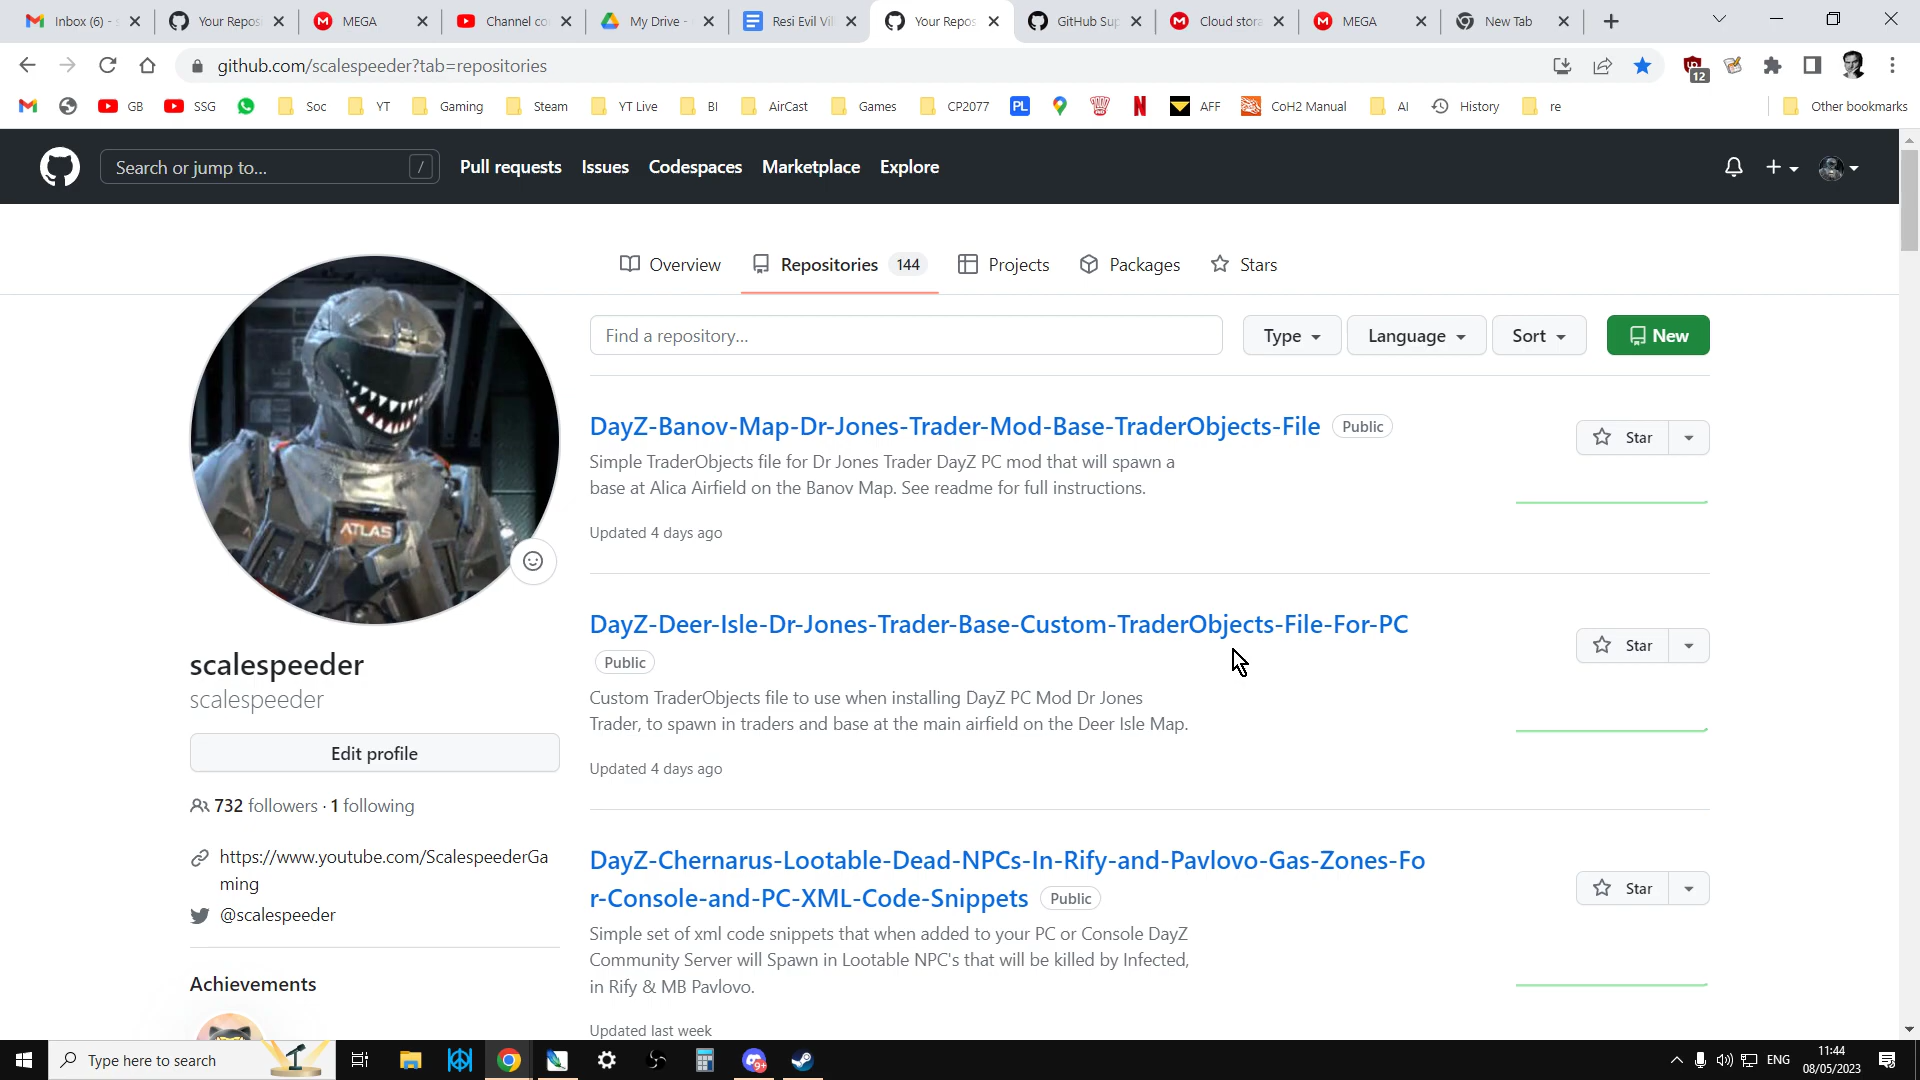 Inbox (6) - s
Your Repos
MEGA
Channel co
My Drive -
Resi Evil Vil
Your Repos
GitHub Sup
Cloud stora
MEGA
New Tab
github.com/scalespeeder?tab=repositories
12
GB
SSG
Soc
YT
Gaming
Steam
YT Live
BI
AirCast
Games
CP2077
PL
N
AFF
CoH2 Manual
AI
History
re
Other bookmarks
Search or jump to...
/
Pull requests
Issues
Codespaces
Marketplace
Explore
Overview
Repositories 144
Projects
Packages
Stars
Find a repository...
Type
Language
Sort
New
DayZ-Banov-Map-Dr-Jones-Trader-Mod-Base-TraderObjects-File Public
Star
Simple TraderObjects file for Dr Jones Trader DayZ PC mod that will spawn a
base at Alica Airfield on the Banov Map. See readme for full instructions.
Updated 4 days ago
ATLAS
DayZ-Deer-Isle-Dr-Jones-Trader-Base-Custom-TraderObjects-File-For-PC
Public
Star
Custom TraderObjects file to use when installing DayZ PC Mod Dr Jones
Trader, to spawn in traders and base at the main airfield on the Deer Isle Map.
Updated 4 days ago
scalespeeder
scalespeeder
Edit profile
732 followers · 1 following
https://www.youtube.com/ScalespeederGa
ming
@scalespeeder
Achievements
DayZ-Chernarus-Lootable-Dead-NPCs-In-Rify-and-Pavlovo-Gas-Zones-Fo
r-Console-and-PC-XML-Code-Snippets Public
Star
Simple set of xml code snippets that when added to your PC or Console DayZ
Community Server will Spawn in Lootable NPC's that will be killed by Infected,
in Rify & MB Pavlovo.
Updated last week
Type here to search
ENG
11:44
08/05/2023